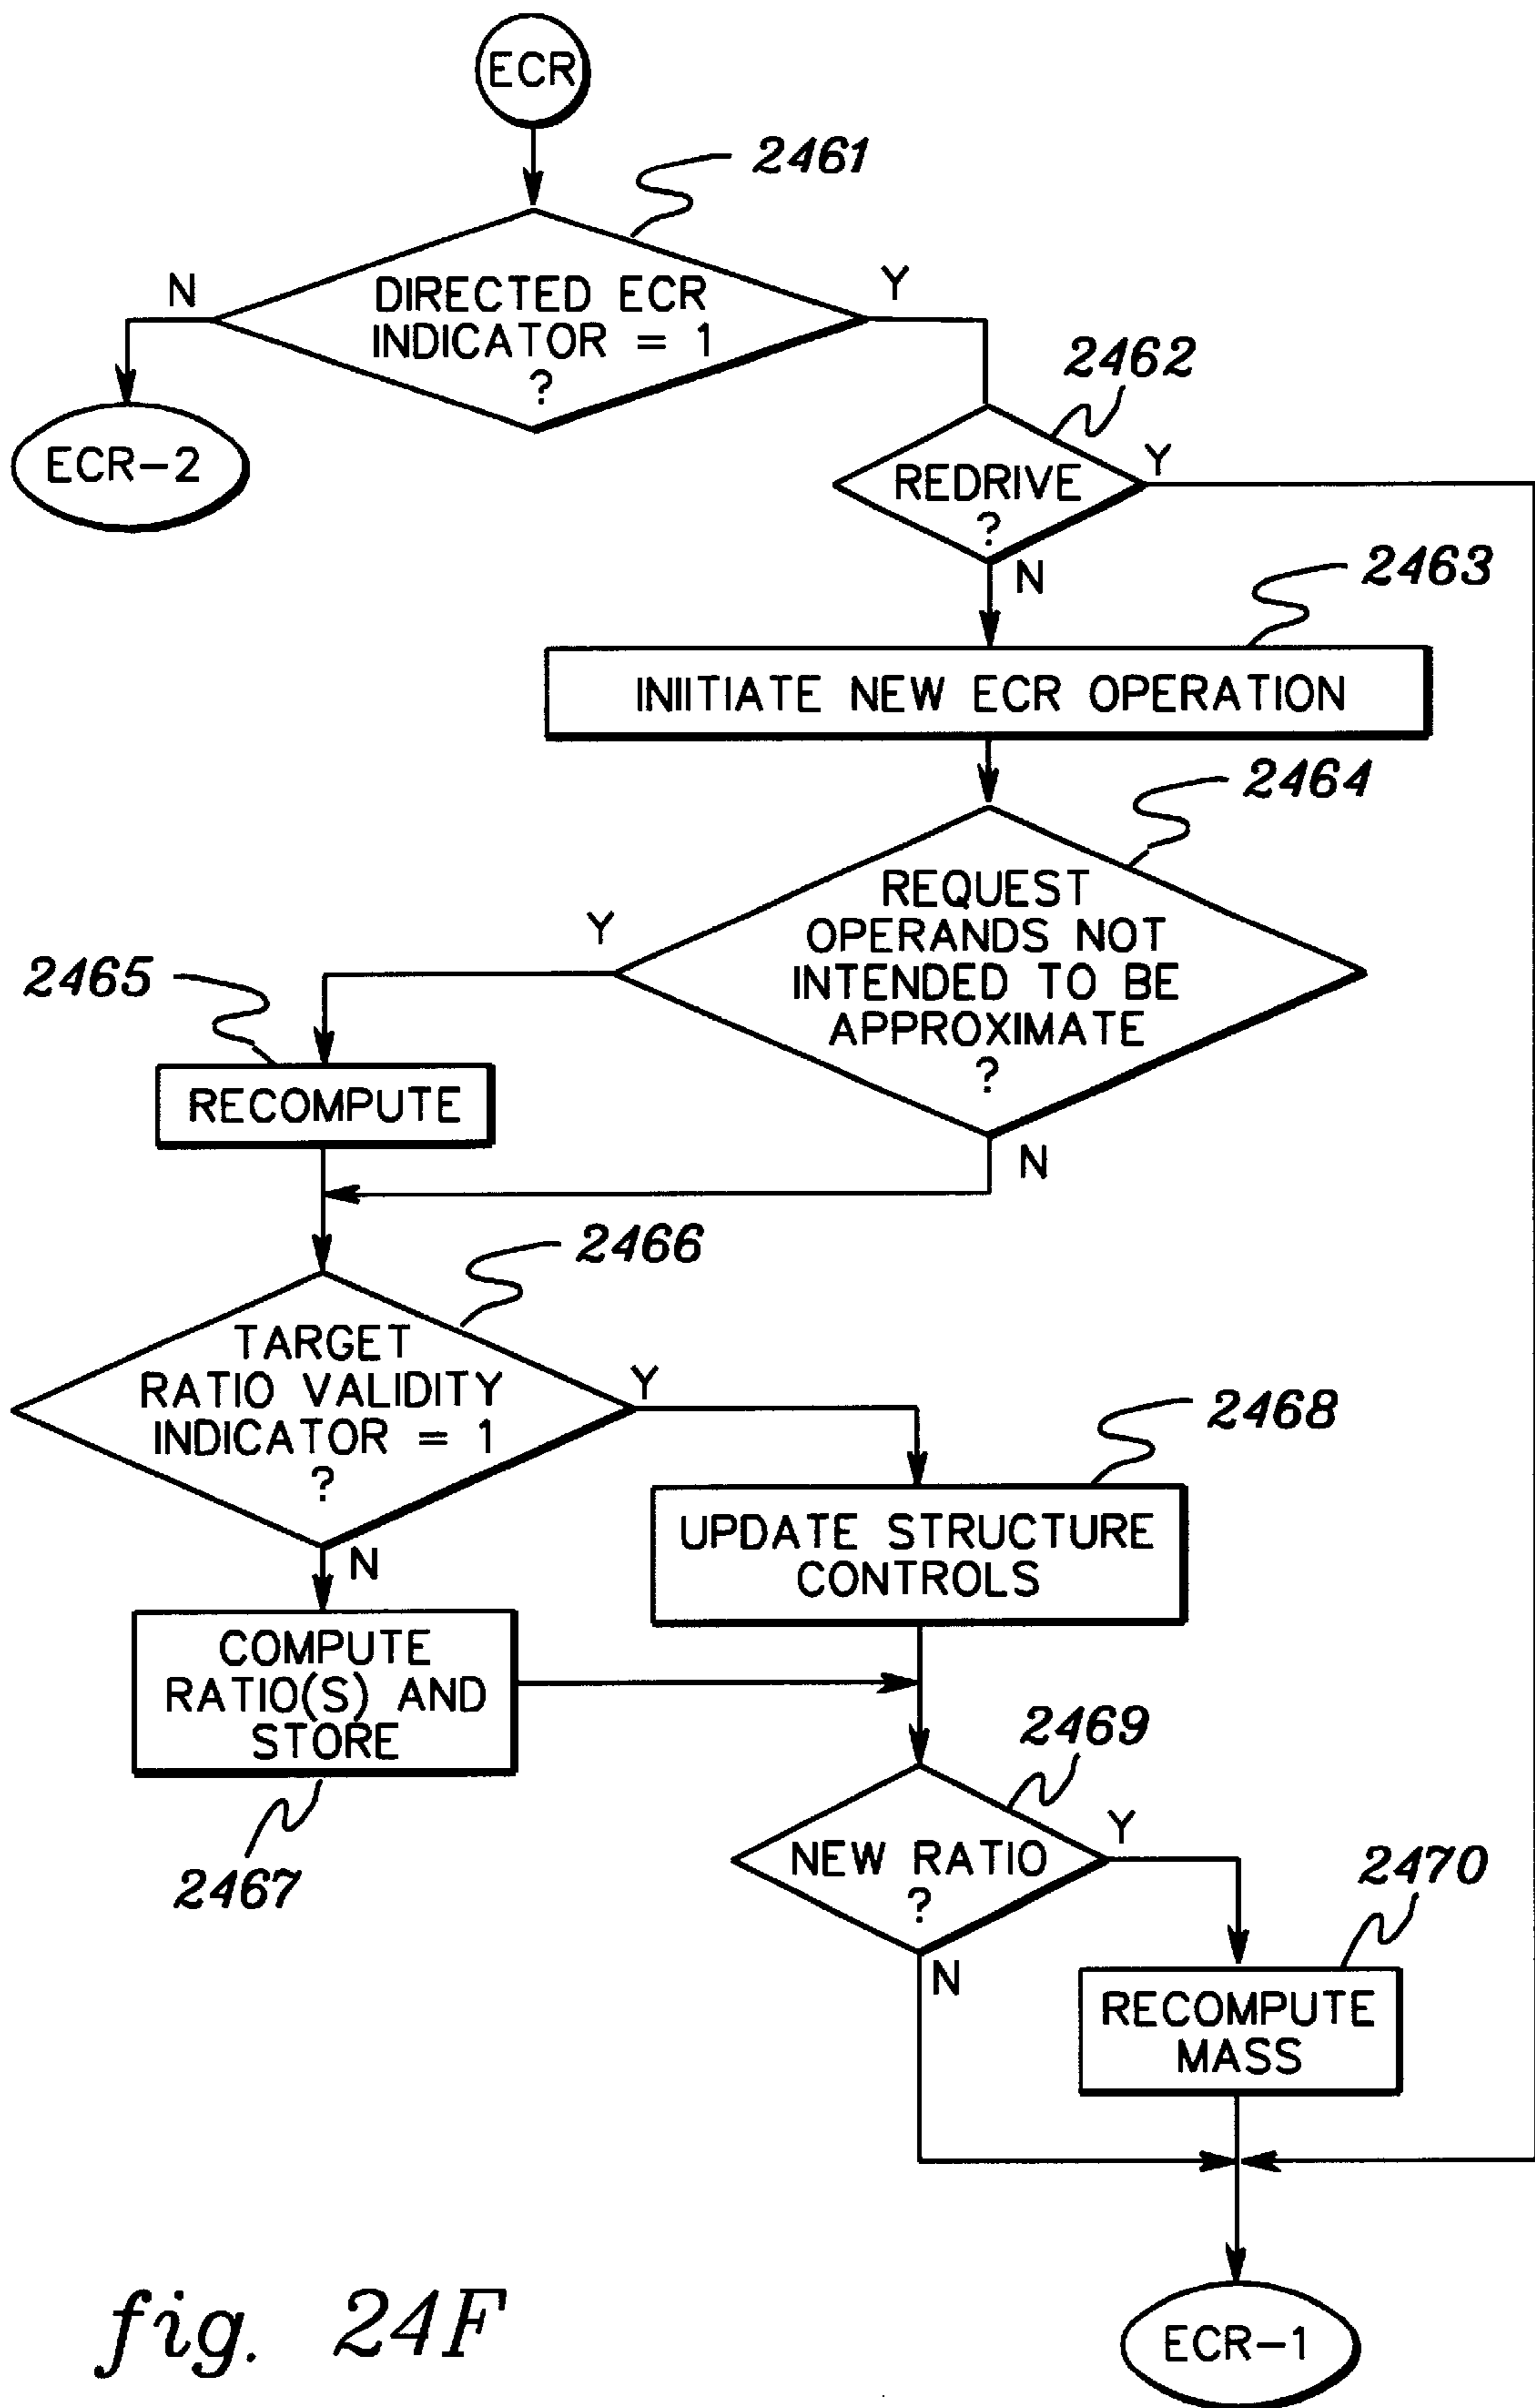 ECR
2461
N
DIRECTED ECR
INDICATOR = 1
?
Y
2462
ECR-2
REDRIVE
?
Y
N
2463
INIITIATE NEW ECR OPERATION
2464
REQUEST
OPERANDS NOT
INTENDED TO BE
APPROXIMATE
?
Y
2465
RECOMPUTE
N
2466
TARGET
RATIO VALIDITY
INDICATOR = 1
?
Y
2468
UPDATE STRUCTURE
CONTROLS
N
COMPUTE
RATIO(S) AND
STORE
2467
2469
NEW RATIO
?
Y
2470
N
RECOMPUTE
MASS
ECR-1
fig. 24F